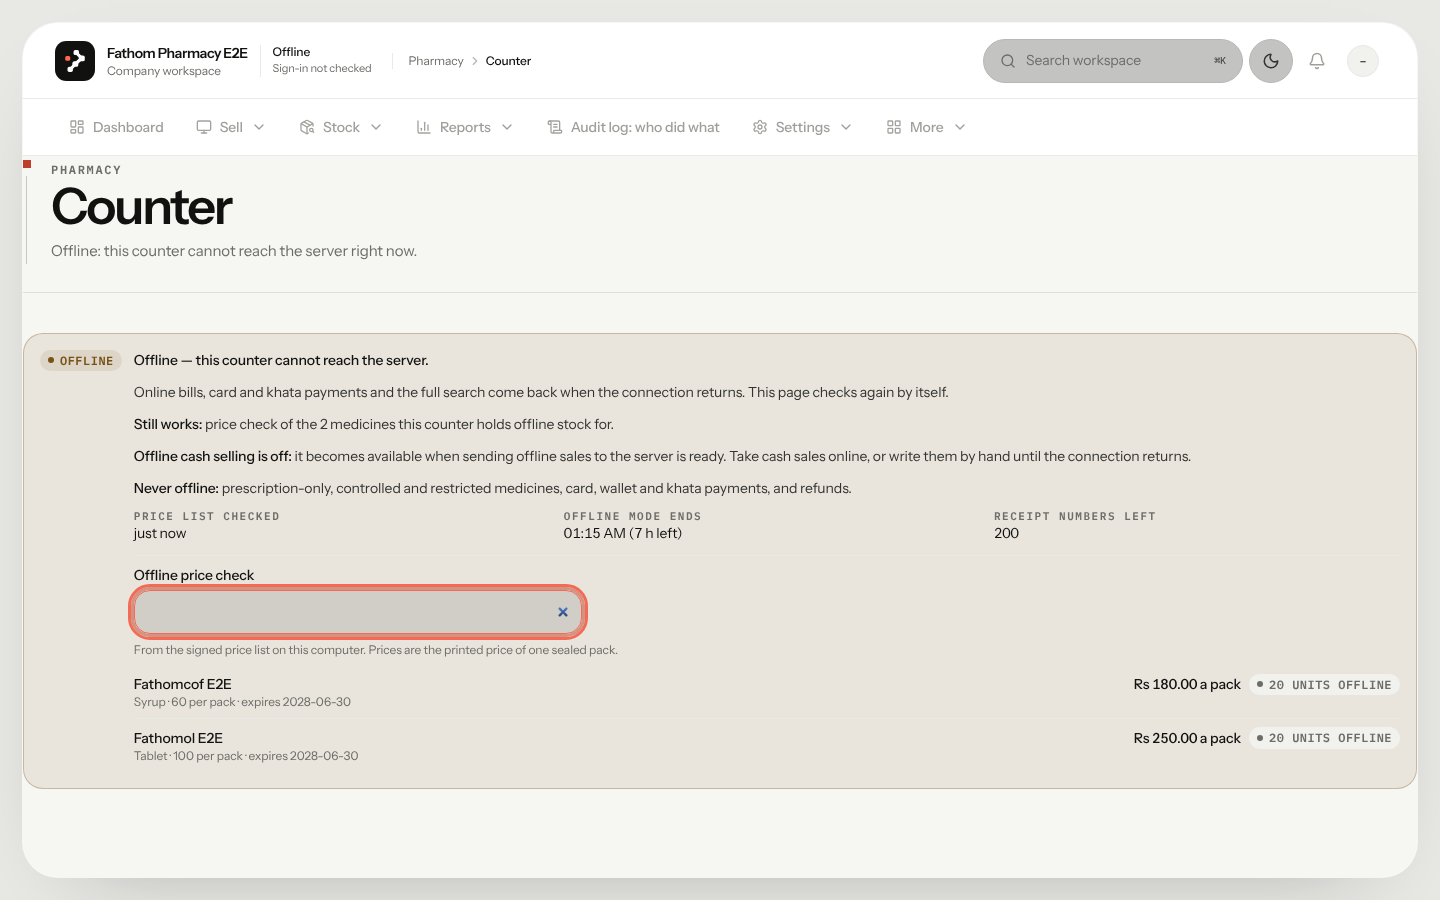 Fathom Pharmacy E2E
Company workspace
Offline
Sign-in not checked
Pharmacy
Counter
Search workspace
⌘K
-
Dashboard
Sell
Stock
Reports
Audit log: who did what
Settings
More
PHARMACY
Counter
Offline: this counter cannot reach the server right now.
OFFLINE
Offline — this counter cannot reach the server.
Online bills, card and khata payments and the full search come back when the connection returns. This page checks again by itself.
Still works: price check of the 2 medicines this counter holds offline stock for.
Offline cash selling is off: it becomes available when sending offline sales to the server is ready. Take cash sales online, or write them by hand until the connection returns.
Never offline: prescription-only, controlled and restricted medicines, card, wallet and khata payments, and refunds.
PRICE LIST CHECKED
just now
OFFLINE MODE ENDS
01:15 AM (7 h left)
RECEIPT NUMBERS LEFT
200
Offline price check
From the signed price list on this computer. Prices are the printed price of one sealed pack.
Fathomcof E2E
Syrup · 60 per pack · expires 2028-06-30
Rs 180.00 a pack
20 UNITS OFFLINE
Fathomol E2E
Tablet · 100 per pack · expires 2028-06-30
Rs 250.00 a pack
20 UNITS OFFLINE